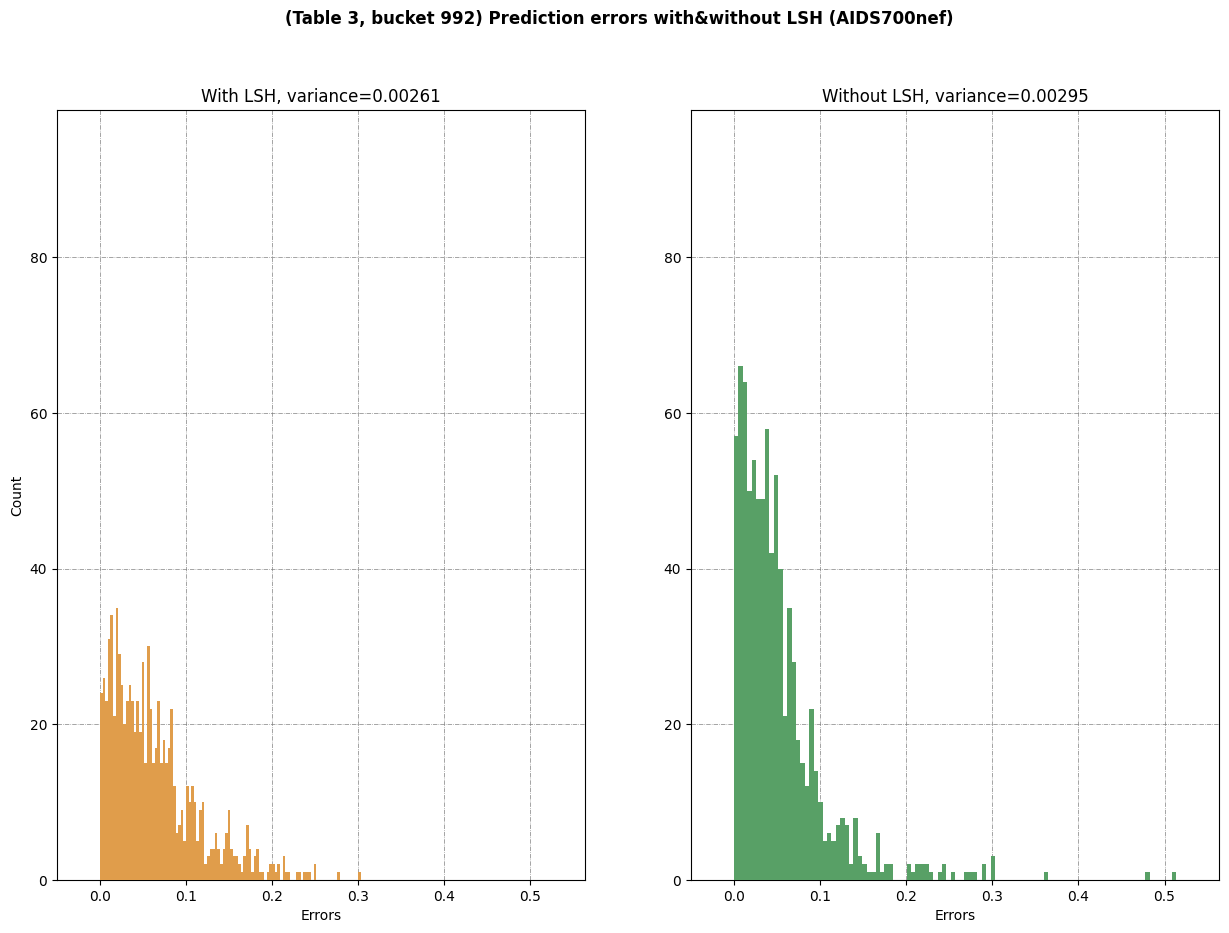 (Table 3, bucket 992) Prediction errors with&without LSH (AIDS700nef)
With LSH, variance=0.00261
80
60
40
20
0
Count
0.0 0.1 0.2 0.3 0.4 0.5
Errors
Without LSH, variance=0.00295
80
60
40
20
0
0.0 0.1 0.2 0.3 0.4 0.5
Errors